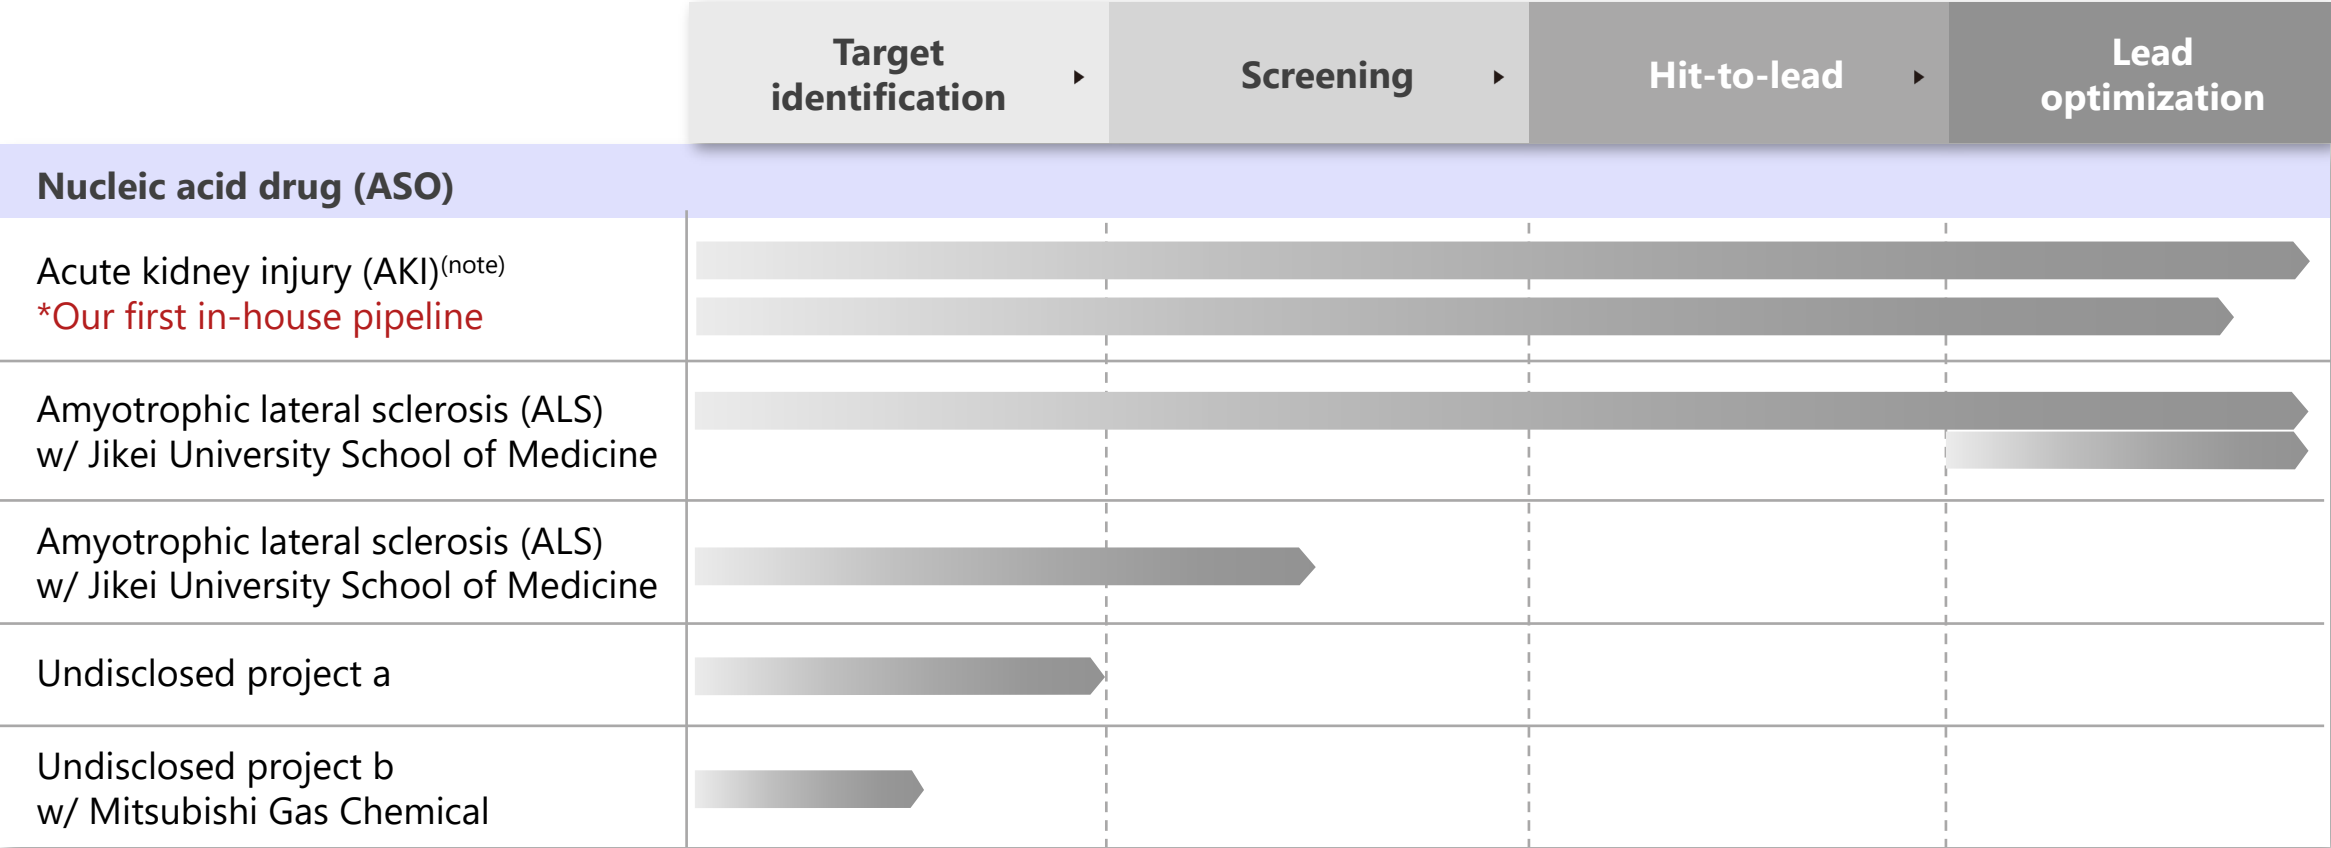 Target
identification
Screening
Hit-to-lead
Lead
optimization
Nucleic acid drug (ASO)
Acute kidney injury (AKI)(note)
*Our first in-house pipeline
Amyotrophic lateral sclerosis (ALS)
w/ Jikei University School of Medicine
Amyotrophic lateral sclerosis (ALS)
w/ Jikei University School of Medicine
Undisclosed project a
Undisclosed project b
w/ Mitsubishi Gas Chemical